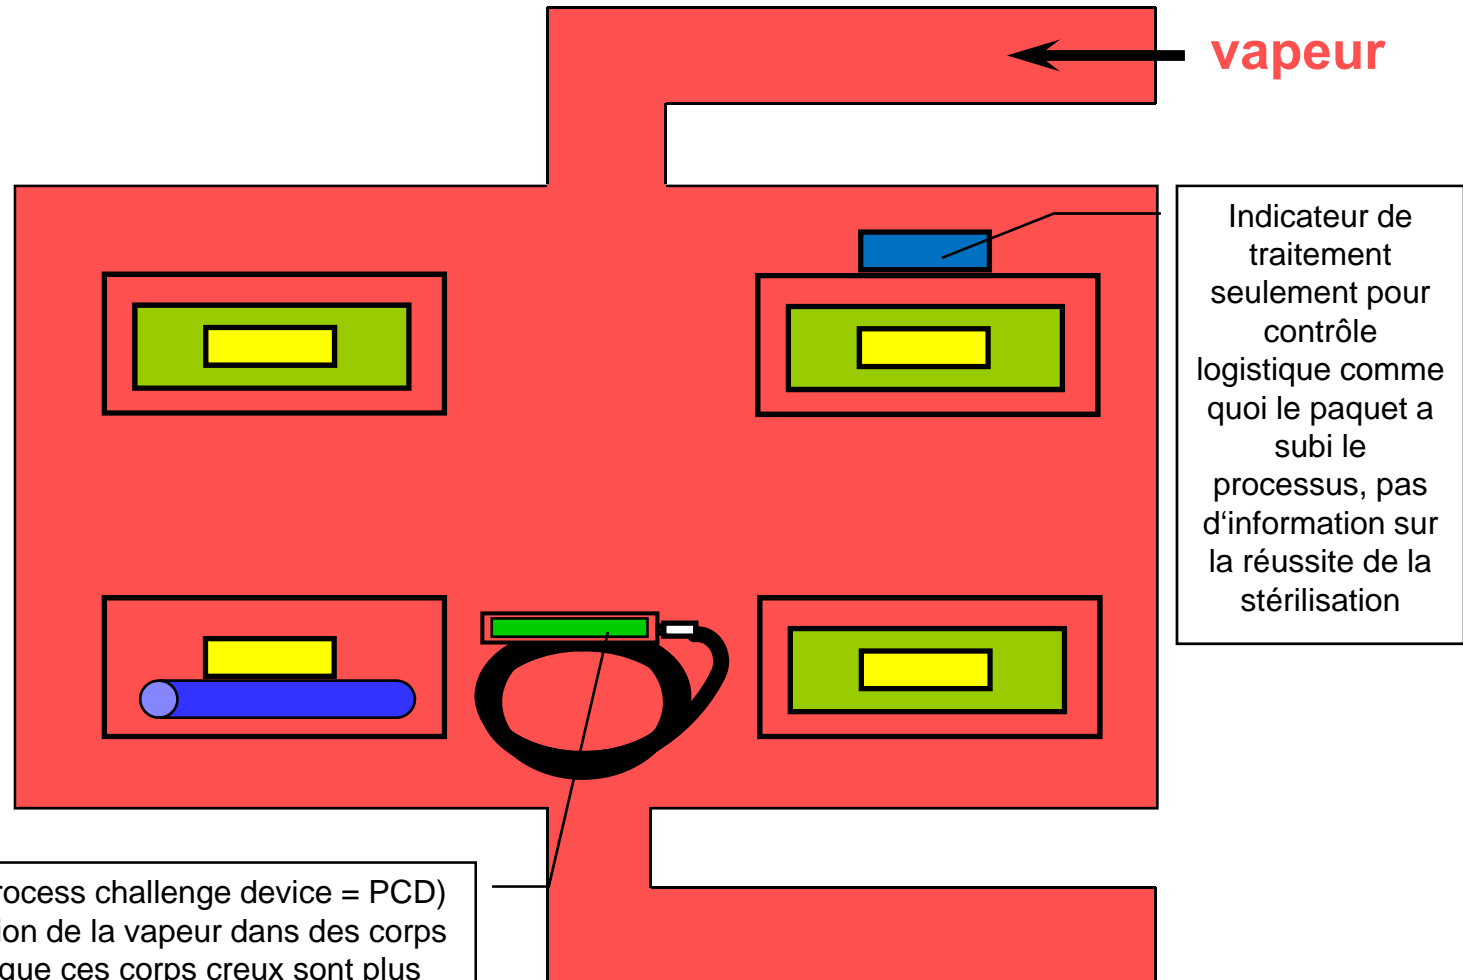 vapeur
Indicateur de
traitement
seulement pour
contrôle
logistique comme
quoi le paquet a
subi le
processus, pas
d‘information sur
la réussite de la
stérilisation
challenge device = PCD)
de la vapeur dans des corps
que ces corps creux sont plus